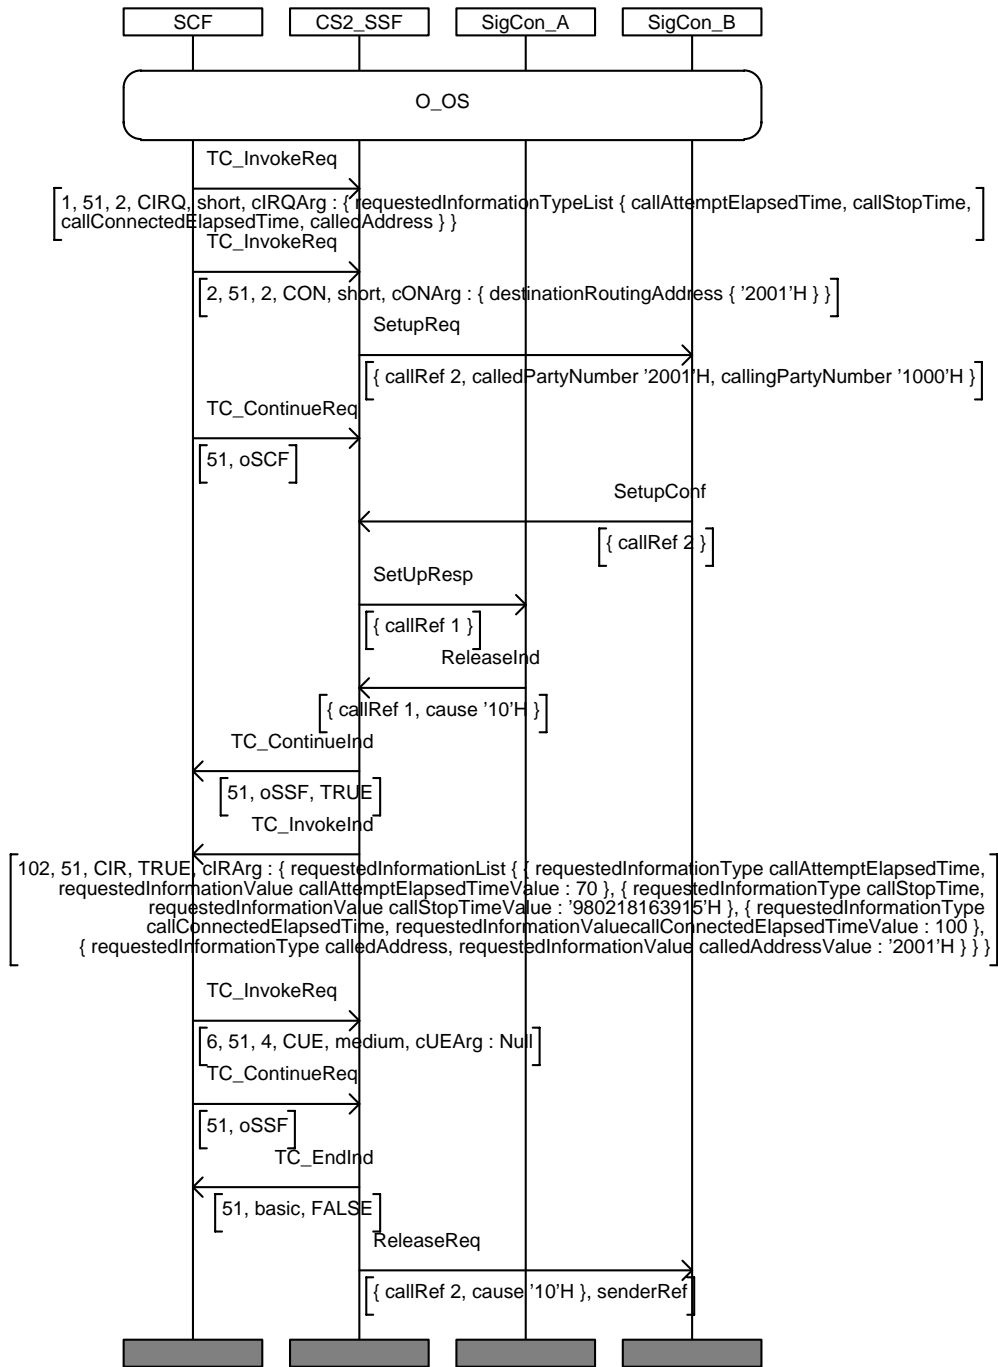 SCF CS2_SSF SigCon_A SigCon_B
O_OS
TC_InvokeReq
1, 51, 2, CIRQ, short, cIRQArg : { requestedInformationTypeList { callAttemptElapsedTime, callStopTime,
callConnectedElapsedTime, calledAddress } }
TC_InvokeReq
2, 51, 2, CON, short, cONArg : { destinationRoutingAddress { '2001'H } }
SetupReq
{ callRef 2, calledPartyNumber '2001'H, callingPartyNumber '1000'H }
TC_ContinueReq
51, oSCF
SetupConf
{ callRef 2 }
SetUpResp
{ callRef 1 }
ReleaseInd
{ callRef 1, cause '10'H }
TC_ContinueInd
51, oSSF, TRUE
TC_InvokeInd
102, 51, CIR, TRUE, cIRArg : { requestedInformationList { { requestedInformationType callAttemptElapsedTime,
requestedInformationValue callAttemptElapsedTimeValue : 70 }, { requestedInformationType callStopTime,
requestedInformationValue callStopTimeValue : '980218163915'H }, { requestedInformationType
callConnectedElapsedTime, requestedInformationValuecallConnectedElapsedTimeValue : 100 },
{ requestedInformationType calledAddress, requestedInformationValue calledAddressValue : '2001'H } } }
TC_InvokeReq
6, 51, 4, CUE, medium, cUEArg : Null
TC_ContinueReq
51, oSSF
TC_EndInd
51, basic, FALSE
ReleaseReq
{ callRef 2, cause '10'H }, senderRef